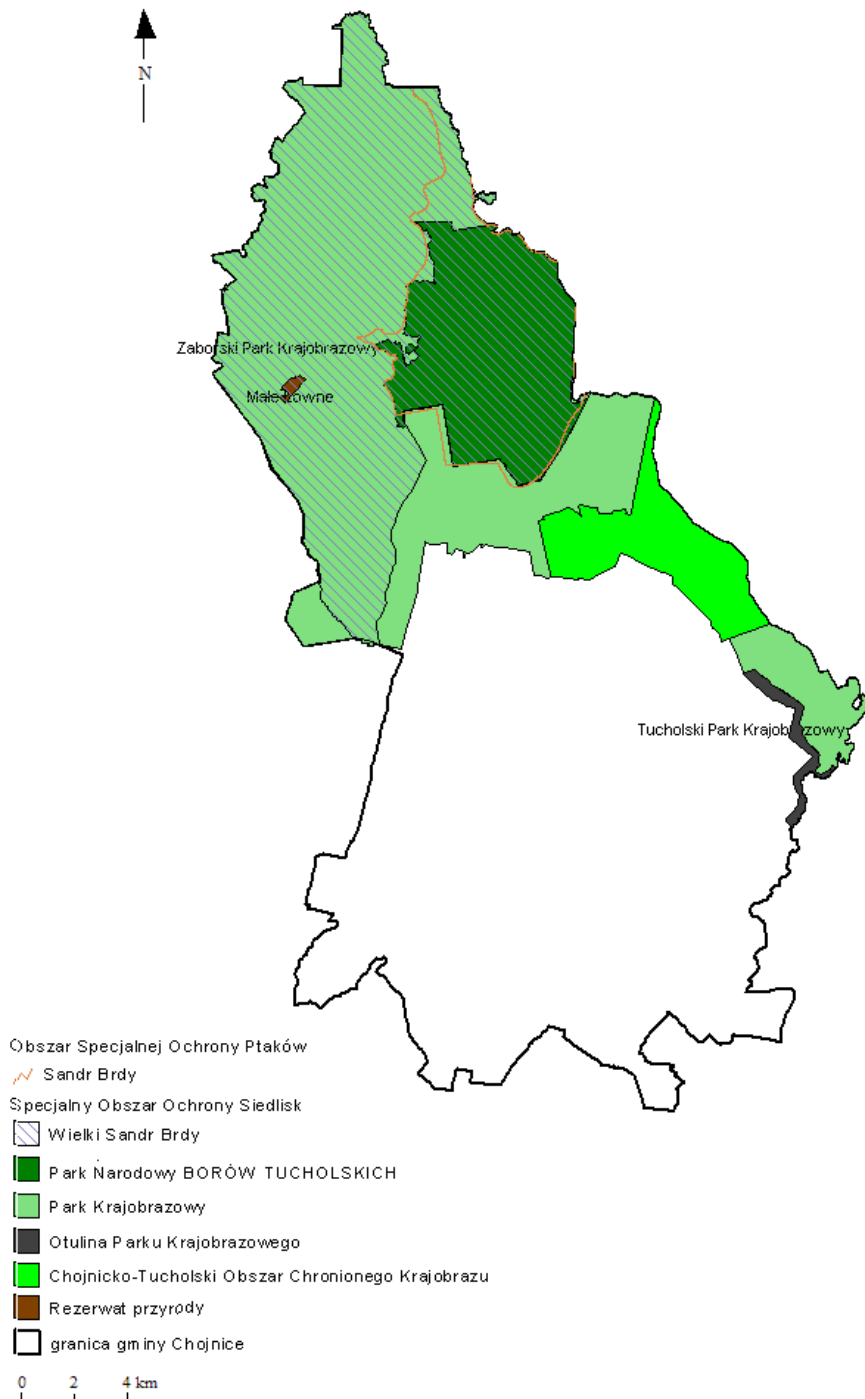 N
Zaborski Park Krajobrazowy
Małe Łowne
Tucholski Park Krajobrazowy
Obszar Specjalnej Ochrony Ptaków
Sandr Brdy
Specjalny Obszar Ochrony Siedlisk
Wielki Sandr Brdy
Park Narodowy BORÓW TUCHOLSKICH
Park Krajobrazowy
Otulina Parku Krajobrazowego
Chojnicko-Tucholski Obszar Chronionego Krajobrazu
Rezerwat przyrody
granica gminy Chojnice
0 2 4 km